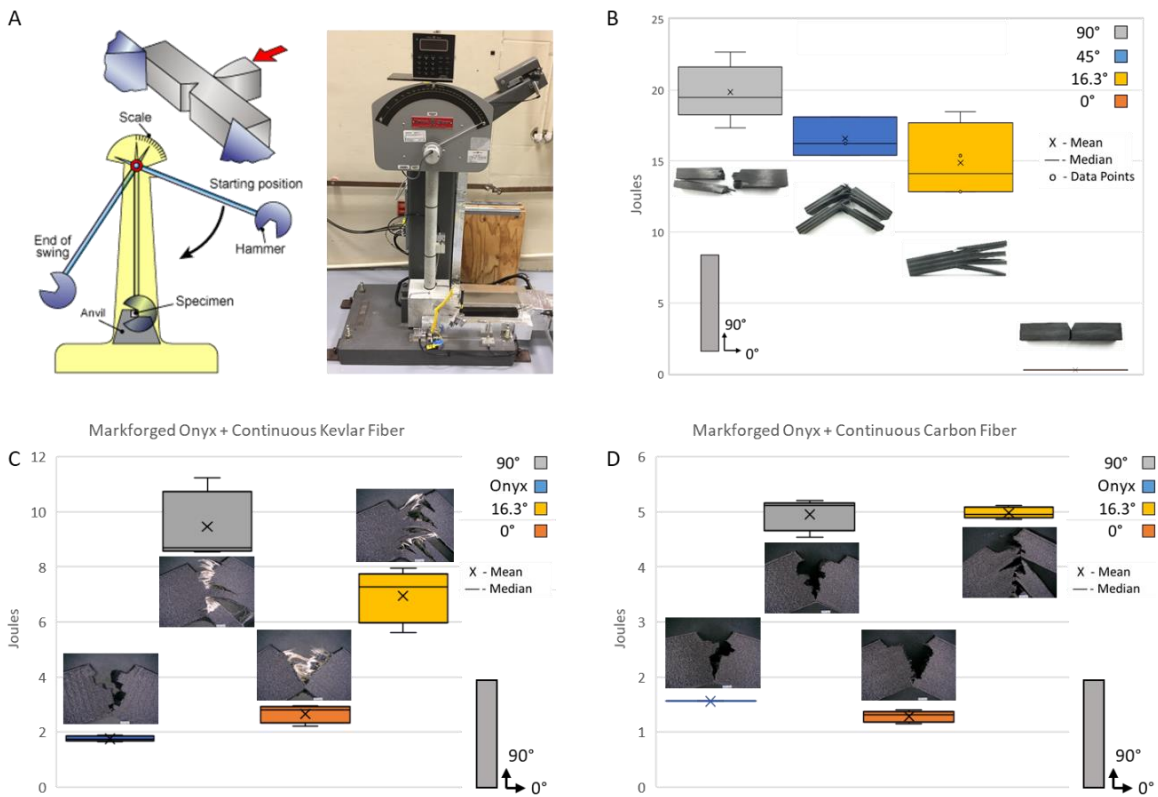 A
Scale
Starting position
Hammer
End of
swing
Anvil
Specimen
B
25
20
15
10
5
0
Joules
90°
45°
16.3°
0°
X - Mean
— - Median
o - Data Points
90°
0°
Markforged Onyx + Continuous Kevlar Fiber
C
12
10
8
6
4
2
0
Joules
90°
Onyx
16.3°
0°
X - Mean
— - Median
90°
0°
Markforged Onyx + Continuous Carbon Fiber
D
6
5
4
3
2
1
0
Joules
90°
Onyx
16.3°
0°
X - Mean
— - Median
90°
0°